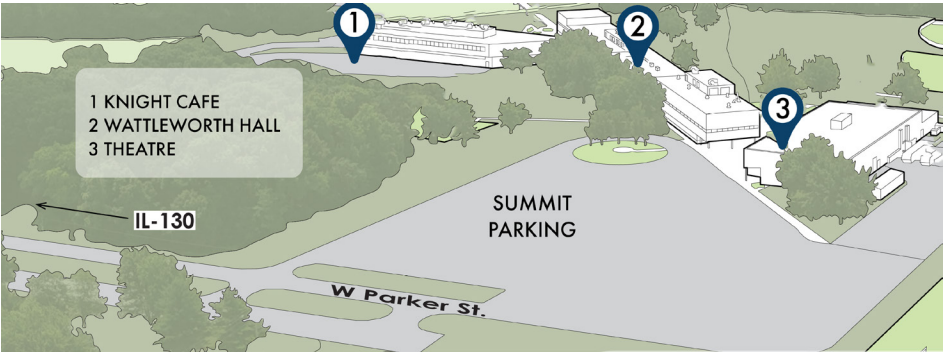 1
2
3
1 KNIGHT CAFE
2 WATTLEWORTH HALL
3 THEATRE
SUMMIT
PARKING
IL-130
W Parker St.